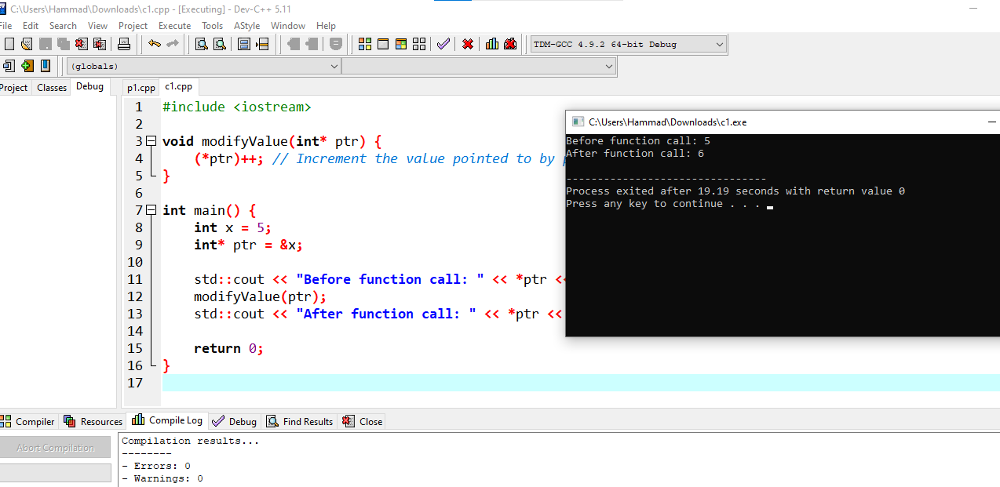 C:\Users\Hammad\Downloads\c1.cpp - [Executing] - Dev-C++ 5.11
File Edit Search View Project Execute Tools AStyle Window Help
TDM-GCC 4.9.2 64-bit Debug
(globals)
Project Classes Debug
p1.cpp c1.cpp
1 #include <iostream>
2
3 void modifyValue(int* ptr) {
4 (*ptr)++; // Increment the value pointed to by
5 }
6
7 int main() {
8 int x = 5;
9 int* ptr = &x;
10
11 std::cout << "Before function call: " << *ptr <<
12 modifyValue(ptr);
13 std::cout << "After function call: " << *ptr <<
14
15 return 0;
16 }
17
C:\Users\Hammad\Downloads\c1.exe
Before function call: 5
After function call: 6
--------------------------------
Process exited after 19.19 seconds with return value 0
Press any key to continue . . .
Compiler Resources Compile Log Debug Find Results Close
Abort Compilation
Compilation results...
--------
- Errors: 0
- Warnings: 0